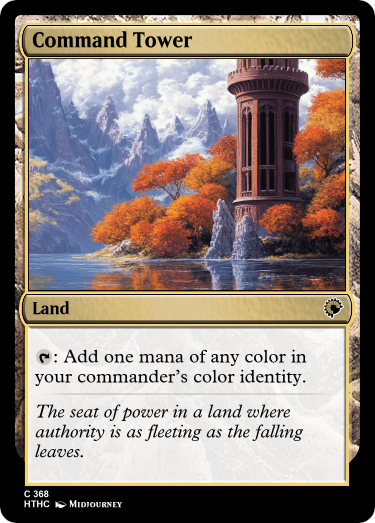 Command Tower
Land
: Add one mana of any color in
your commander's color identity.
The seat of power in a land where
authority is as fleeting as the falling
leaves.
C 368
HTHC Midjourney